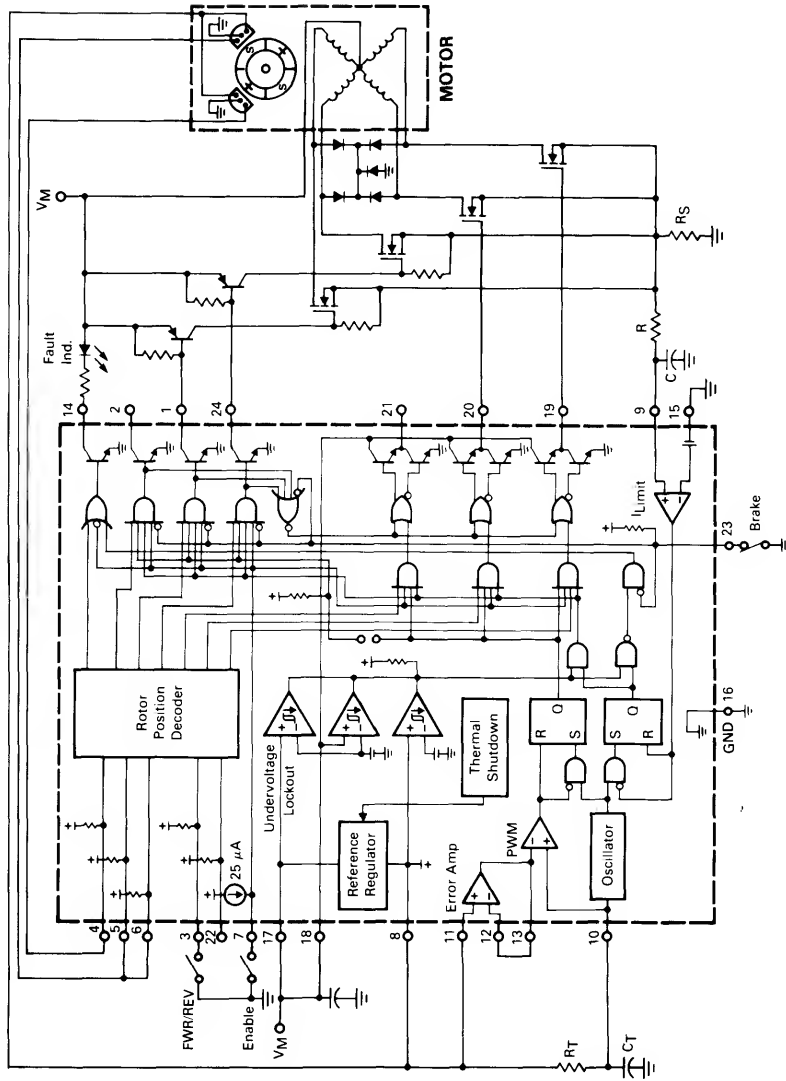 MOTOR
S
S
VM
Fault
Ind.
RS
R
C
14
2
1
24
21
20
19
9
15
ILimit
23
Brake
Rotor
Position
Decoder
Undervoltage
Lockout
Thermal
Shutdown
Reference
Regulator
Error Amp
PWM
Oscillator
R
Q
S
S
Q
R
16
GND
25 μA
4
5
6
3
22
7
17
18
8
11
12
13
10
FWR/REV
Enable
VM
RT
CT